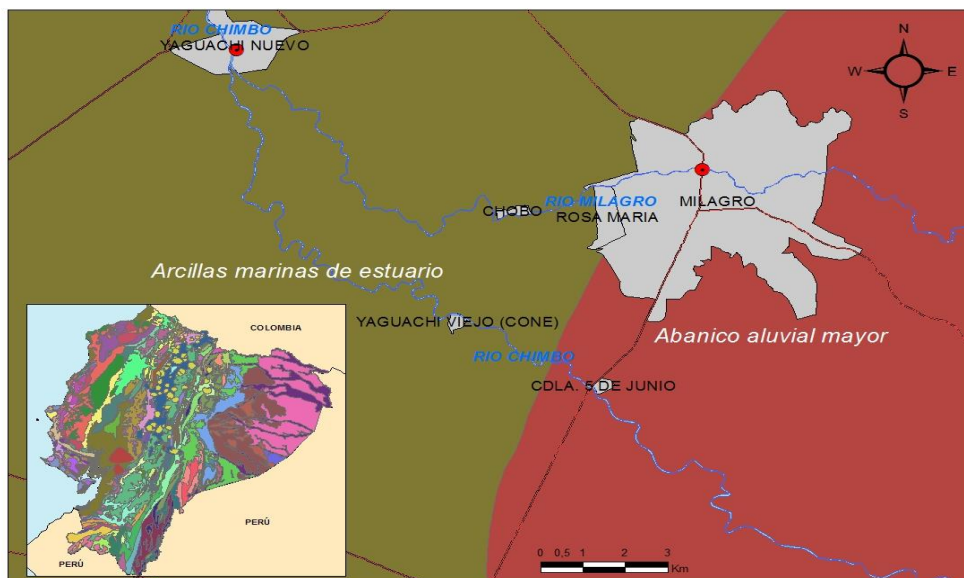 RIO CHIMBO
YAGUACHI NUEVO
N
W
E
S
CHOBO
RIO MILAGRO
ROSA MARIA
MILAGRO
Arcillas marinas de estuario
YAGUACHI VIEJO (CONE)
RIO CHIMBO
Abanico aluvial mayor
CDLA. 5 DE JUNIO
COLOMBIA
PERÚ
PERÚ
0 0,5 1 2 3
Km